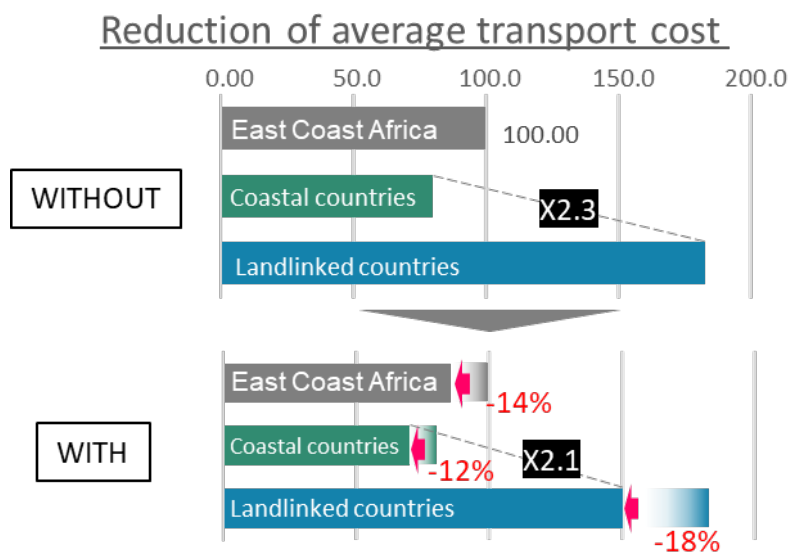 Reduction of average transport cost
0.00 50.0 100.0 150.0 200.0
East Coast Africa 100.00
WITHOUT
Coastal countries
X2.3
Landlinked countries
East Coast Africa
-14%
Coastal countries
-12%
X2.1
WITH
Landlinked countries
-18%